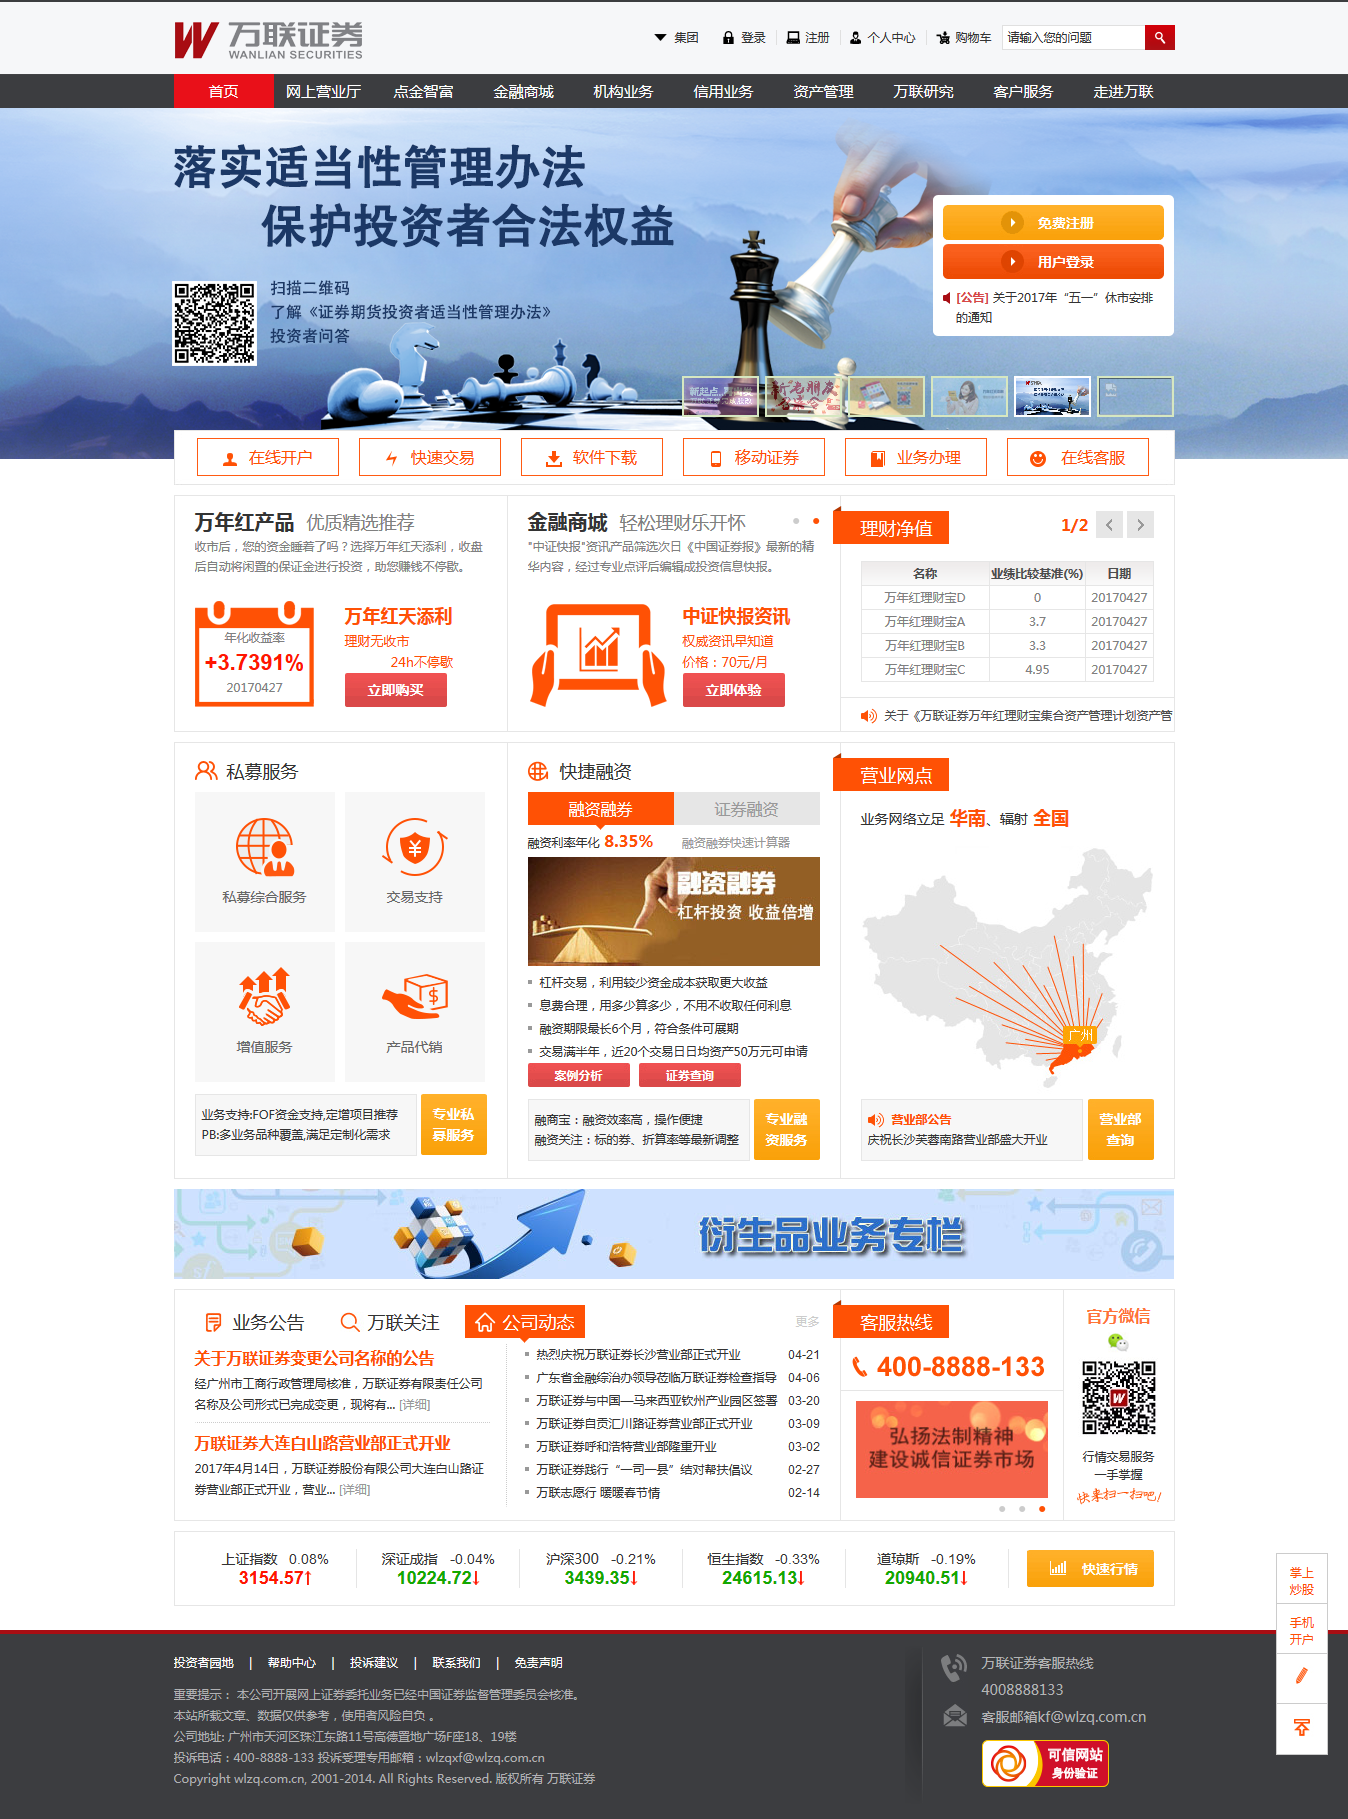 万联证券
WANLIAN SECURITIES
集团
登录
注册
个人中心
购物车
请输入您的问题
首页 网上营业厅 点金智富 金融商城 机构业务 信用业务 资产管理 万联研究 客户服务 走进万联
落实适当性管理办法
保护投资者合法权益
扫描二维码
了解《证券期货投资者适当性管理办法》
投资者问答
免费注册
用户登录
[公告] 关于2017年“五一”休市安排
的通知
在线开户 快速交易 软件下载 移动证券 业务办理 在线客服
万年红产品 优质精选推荐
收市后，您的资金睡着了吗？选择万年红天添利，收盘
后自动将闲置的保证金进行投资，助您赚钱不停歇。
年化收益率
+3.7391%
20170427
万年红天添利
理财无收市
24h不停歇
立即购买
金融商城 轻松理财乐开怀
"中证快报"资讯产品筛选次日《中国证券报》最新的精
华内容，经过专业点评后编辑成投资信息快报。
中证快报资讯
权威资讯早知道
价格：70元/月
立即体验
理财净值
1/2
名称 业绩比较基准(%) 日期
万年红理财宝D 0 20170427
万年红理财宝A 3.7 20170427
万年红理财宝B 3.3 20170427
万年红理财宝C 4.95 20170427
关于《万联证券万年红理财宝集合资产管理计划资产管
私募服务
私募综合服务
交易支持
增值服务
产品代销
业务支持:FOF资金支持,定增项目推荐
PB:多业务品种覆盖,满足定制化需求
专业私
募服务
快捷融资
融资融券 证券融资
融资利率年化 8.35% 融资融券快速计算器
融资融券
杠杆投资 收益倍增
杠杆交易，利用较少资金成本获取更大收益
息费合理，用多少算多少，不用不收取任何利息
融资期限最长6个月，符合条件可展期
交易满半年，近20个交易日日均资产50万元可申请
案例分析 证券查询
融商宝：融资效率高，操作便捷
融资关注：标的券、折算率等最新调整
专业融
资服务
营业网点
业务网络立足 华南、辐射 全国
广州
营业部公告
庆祝长沙芙蓉南路营业部盛大开业
营业部
查询
衍生品业务专栏
业务公告 万联关注 公司动态 更多
关于万联证券变更公司名称的公告
经广州市工商行政管理局核准，万联证券有限责任公司
名称及公司形式已完成变更，现将有... [详细]
万联证券大连白山路营业部正式开业
2017年4月14日，万联证券股份有限公司大连白山路证
券营业部正式开业，营业... [详细]
热烈庆祝万联证券长沙营业部正式开业 04-21
广东省金融综治办领导莅临万联证券检查指导 04-06
万联证券与中国—马来西亚钦州产业园区签署 03-20
万联证券自贡汇川路证券营业部正式开业 03-09
万联证券呼和浩特营业部隆重开业 03-02
万联证券践行“一司一县”结对帮扶倡议 02-27
万联志愿行 暖暖春节情 02-14
客服热线
400-8888-133
弘扬法制精神
建设诚信证券市场
官方微信
行情交易服务
一手掌握
快来扫一扫吧!
上证指数 0.08%
3154.57↑
深证成指 -0.04%
10224.72↓
沪深300 -0.21%
3439.35↓
恒生指数 -0.33%
24615.13↓
道琼斯 -0.19%
20940.51↓
快速行情
掌上
炒股
手机
开户
投资者园地 | 帮助中心 | 投诉建议 | 联系我们 | 免责声明
重要提示： 本公司开展网上证券委托业务已经中国证券监督管理委员会核准。
本站所载文章、数据仅供参考，使用者风险自负 。
公司地址: 广州市天河区珠江东路11号高德置地广场F座18、19楼
投诉电话：400-8888-133 投诉受理专用邮箱：wlzqxf@wlzq.com.cn
Copyright wlzq.com.cn, 2001-2014. All Rights Reserved. 版权所有 万联证券
万联证券客服热线
4008888133
客服邮箱kf@wlzq.com.cn
可信网站
身份验证